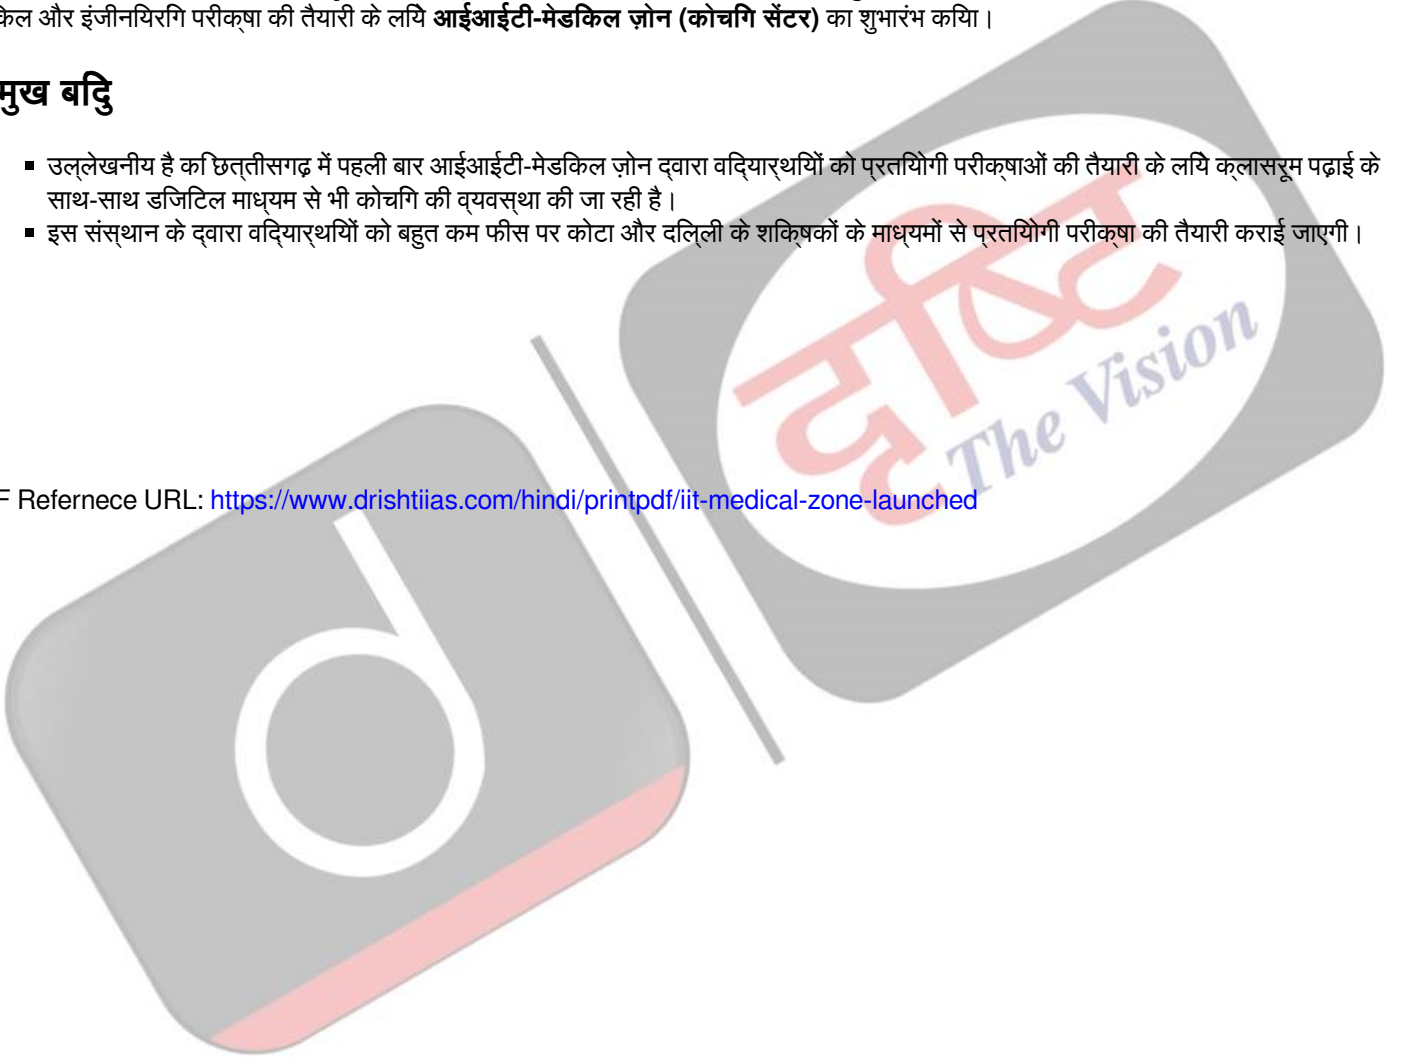 किल और इंजीनियरिंग परीक्षा की तैयारी के लिये आईआईटी-मेडिकल ज़ोन (कोचिंग सेंटर) का शुभारंभ किया।
मुख बिंदु
▪ उल्लेखनीय है कि छत्तीसगढ़ में पहली बार आईआईटी-मेडिकल ज़ोन द्वारा विद्यार्थियों को प्रतियोगी परीक्षाओं की तैयारी के लिये क्लासरूम पढ़ाई के
साथ-साथ डिजिटल माध्यम से भी कोचिंग की व्यवस्था की जा रही है।
▪ इस संस्थान के द्वारा विद्यार्थियों को बहुत कम फीस पर कोटा और दिल्ली के शिक्षकों के माध्यमों से प्रतियोगी परीक्षा की तैयारी कराई जाएगी।
दृष्टि
The Vision
F Refernece URL: https://www.drishtiias.com/hindi/printpdf/iit-medical-zone-launched
d